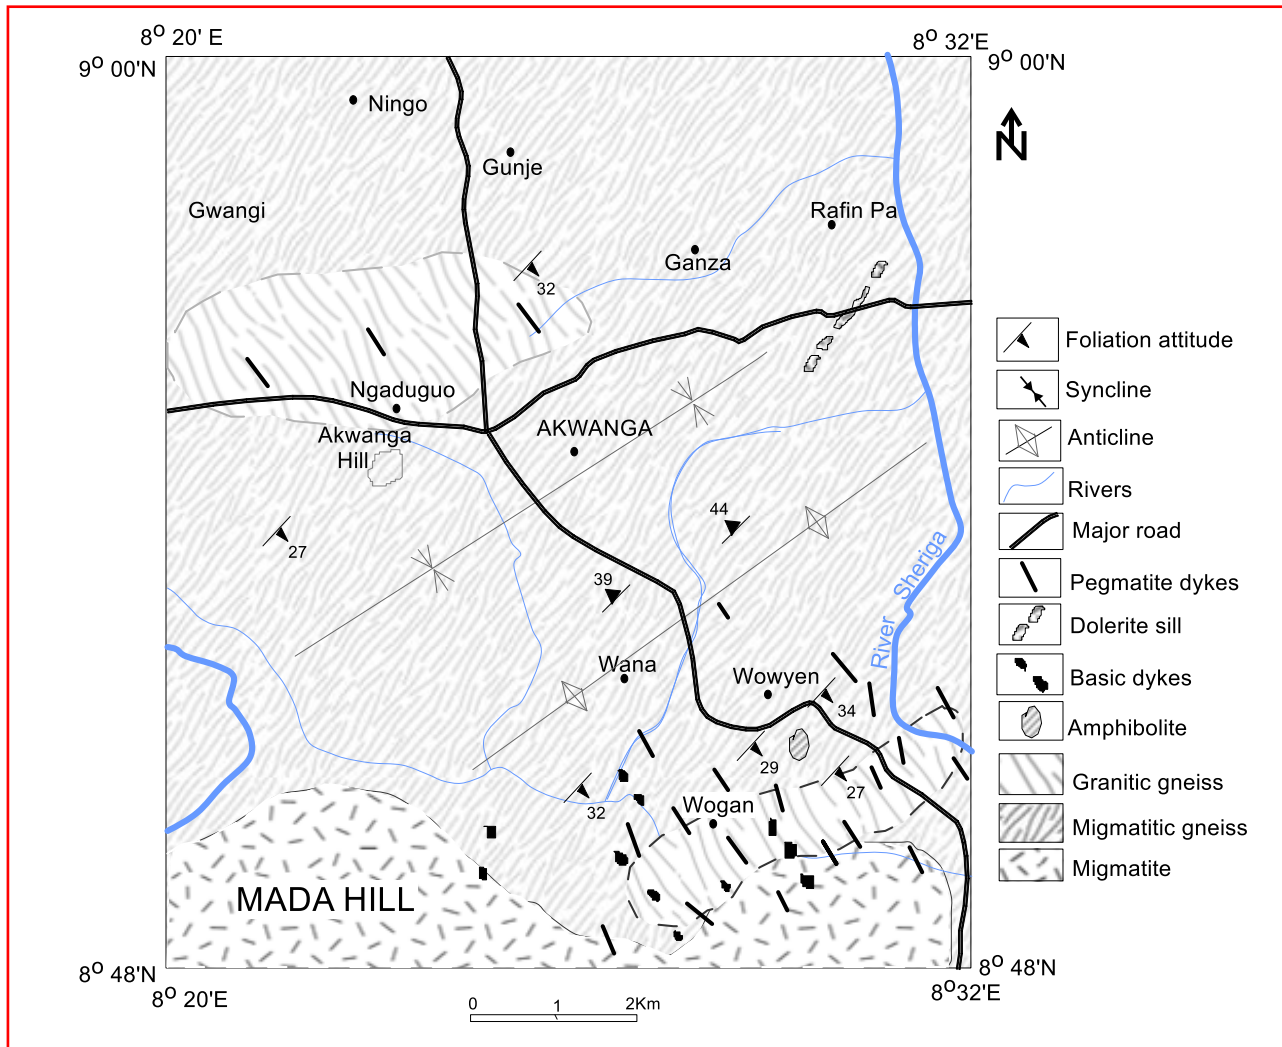 8° 20' E
8° 32'E
9° 00'N
9° 00'N
N
Ningo
Gunje
Gwangi
Rafin Pa
Ganza
32
Ngaduguo
Akwanga
Hill
AKWANGA
44
27
39
River Sheriga
Wana
Wowyen
34
29
27
32
Wogan
MADA HILL
8° 48'N
8° 48'N
8° 20'E
8°32'E
0 1 2Km
Foliation attitude
Syncline
Anticline
Rivers
Major road
Pegmatite dykes
Dolerite sill
Basic dykes
Amphibolite
Granitic gneiss
Migmatitic gneiss
Migmatite